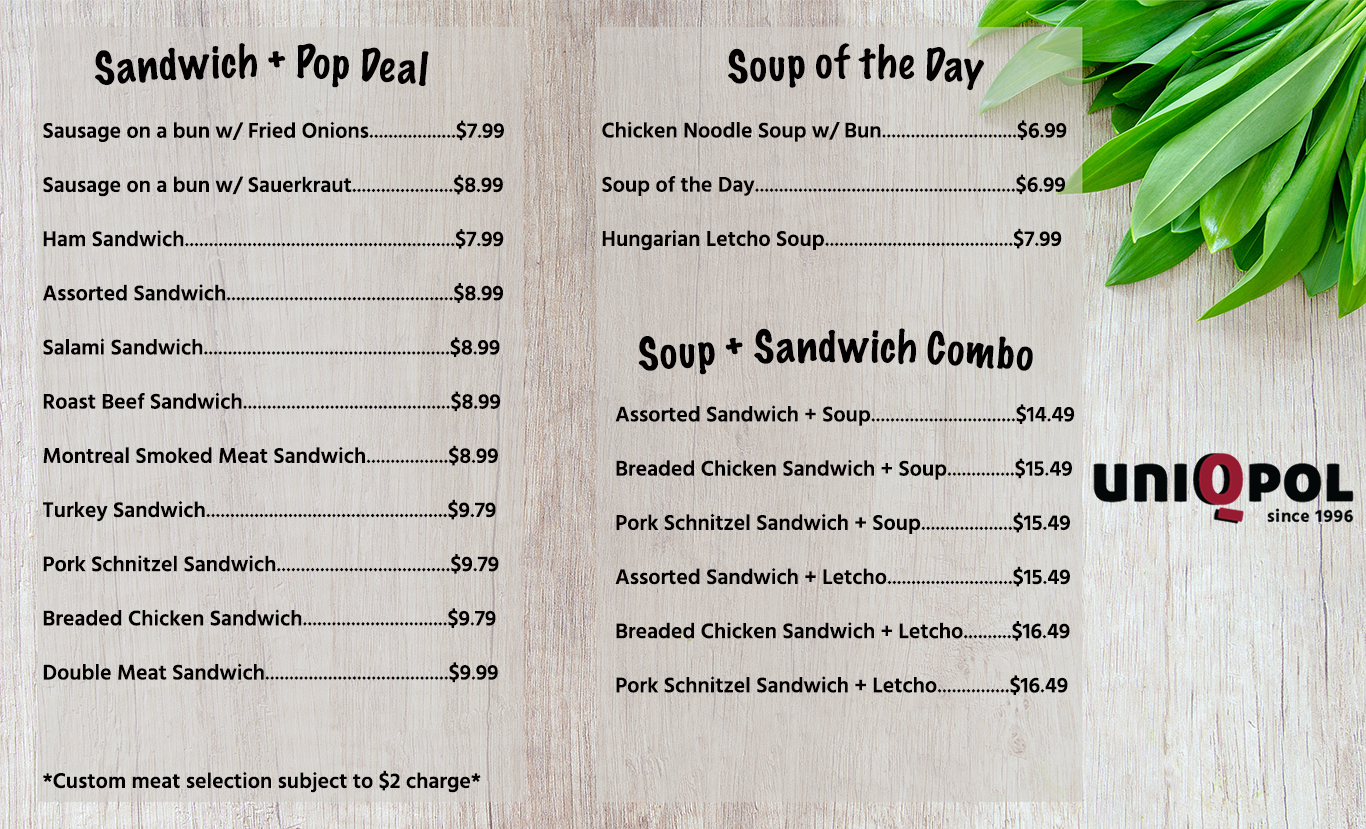 Sandwich + Pop Deal
Sausage on a bun w/ Fried Onions..................$7.99
Sausage on a bun w/ Sauerkraut.....................$8.99
Ham Sandwich........................................................$7.99
Assorted Sandwich...............................................$8.99
Salami Sandwich...................................................$8.99
Roast Beef Sandwich...........................................$8.99
Montreal Smoked Meat Sandwich.................$8.99
Turkey Sandwich..................................................$9.79
Pork Schnitzel Sandwich....................................$9.79
Breaded Chicken Sandwich..............................$9.79
Double Meat Sandwich......................................$9.99
*Custom meat selection subject to $2 charge*
Soup of the Day
Chicken Noodle Soup w/ Bun............................$6.99
Soup of the Day......................................................$6.99
Hungarian Letcho Soup.......................................$7.99
Soup + Sandwich Combo
Assorted Sandwich + Soup..............................$14.49
Breaded Chicken Sandwich + Soup..............$15.49
Pork Schnitzel Sandwich + Soup...................$15.49
Assorted Sandwich + Letcho..........................$15.49
Breaded Chicken Sandwich + Letcho..........$16.49
Pork Schnitzel Sandwich + Letcho...............$16.49
UNIQPOL
since 1996